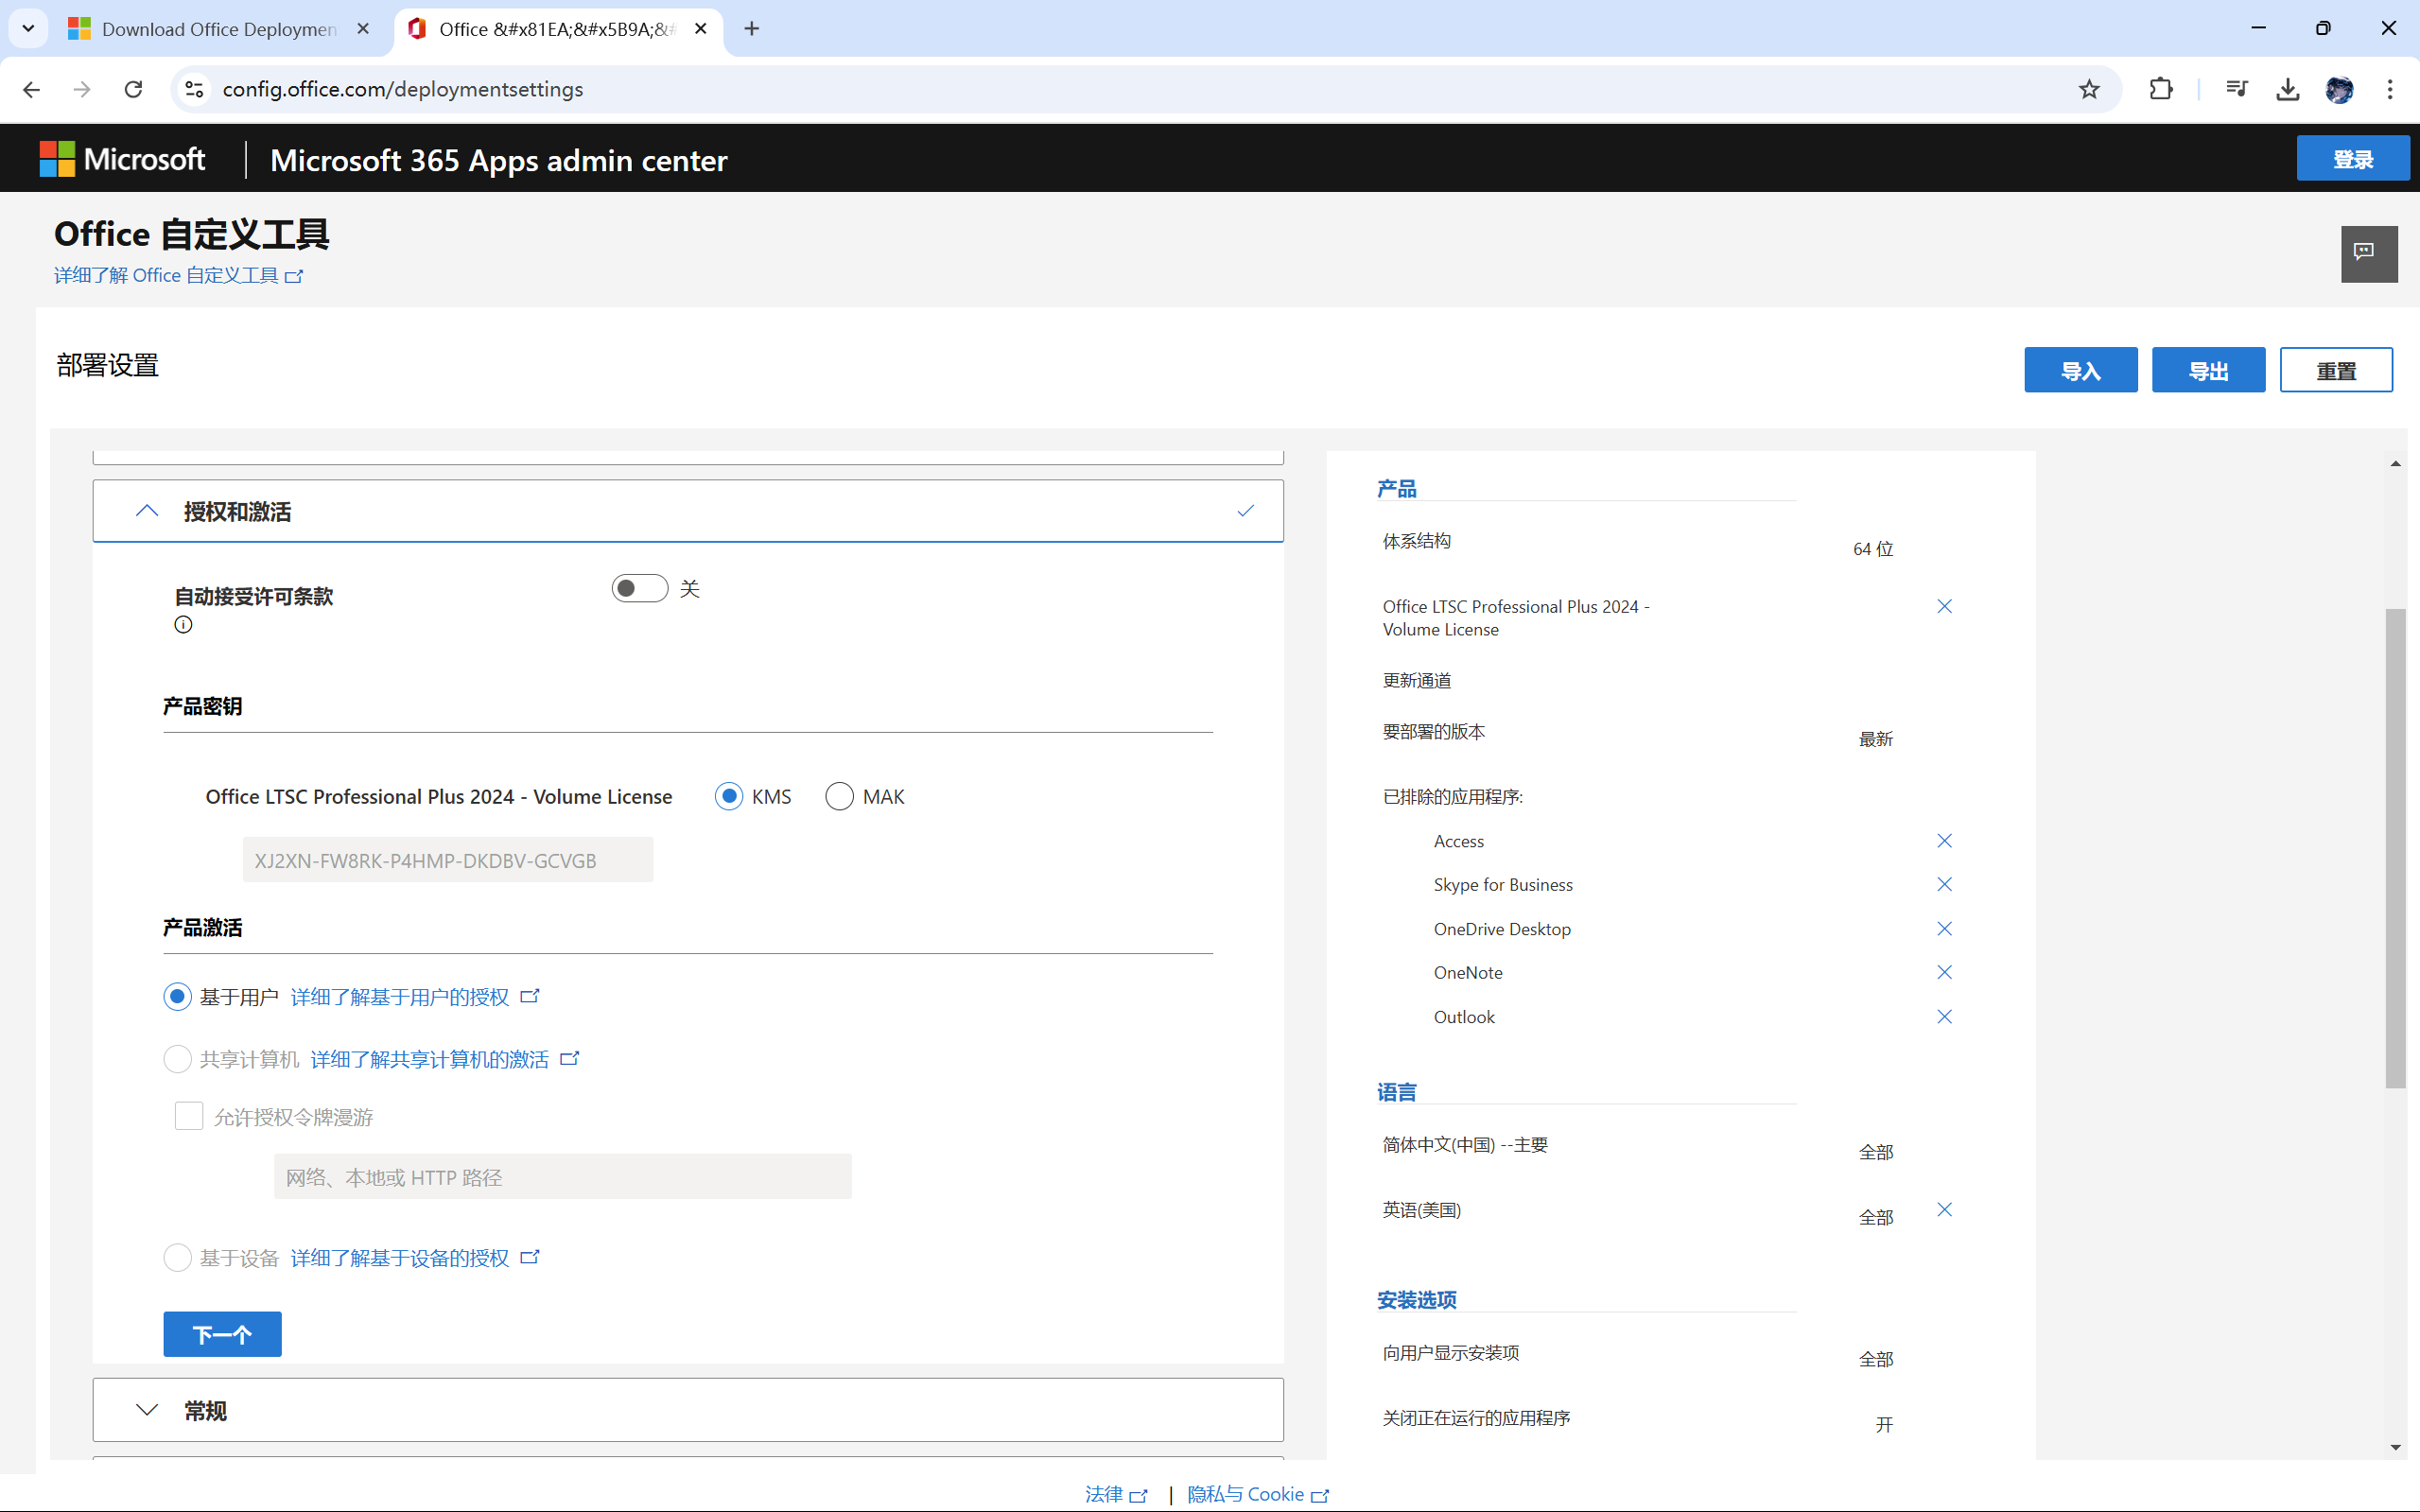 Download Office Deploymen
Office &#x81EA;&#x5B9A;&#
config.office.com/deploymentsettings
Microsoft
Microsoft 365 Apps admin center
登录
Office 自定义工具
详细了解 Office 自定义工具
部署设置
导入
导出
重置
授权和激活
自动接受许可条款
关
产品密钥
Office LTSC Professional Plus 2024 - Volume License
KMS
MAK
XJ2XN-FW8RK-P4HMP-DKDBV-GCVGB
产品激活
基于用户 详细了解基于用户的授权
共享计算机 详细了解共享计算机的激活
允许授权令牌漫游
网络、本地或 HTTP 路径
基于设备 详细了解基于设备的授权
下一个
常规
产品
体系结构
64 位
Office LTSC Professional Plus 2024 -
Volume License
更新通道
要部署的版本
最新
已排除的应用程序:
Access
Skype for Business
OneDrive Desktop
OneNote
Outlook
语言
简体中文(中国) --主要
全部
英语(美国)
全部
安装选项
向用户显示安装项
全部
关闭正在运行的应用程序
开
法律 | 隐私与 Cookie